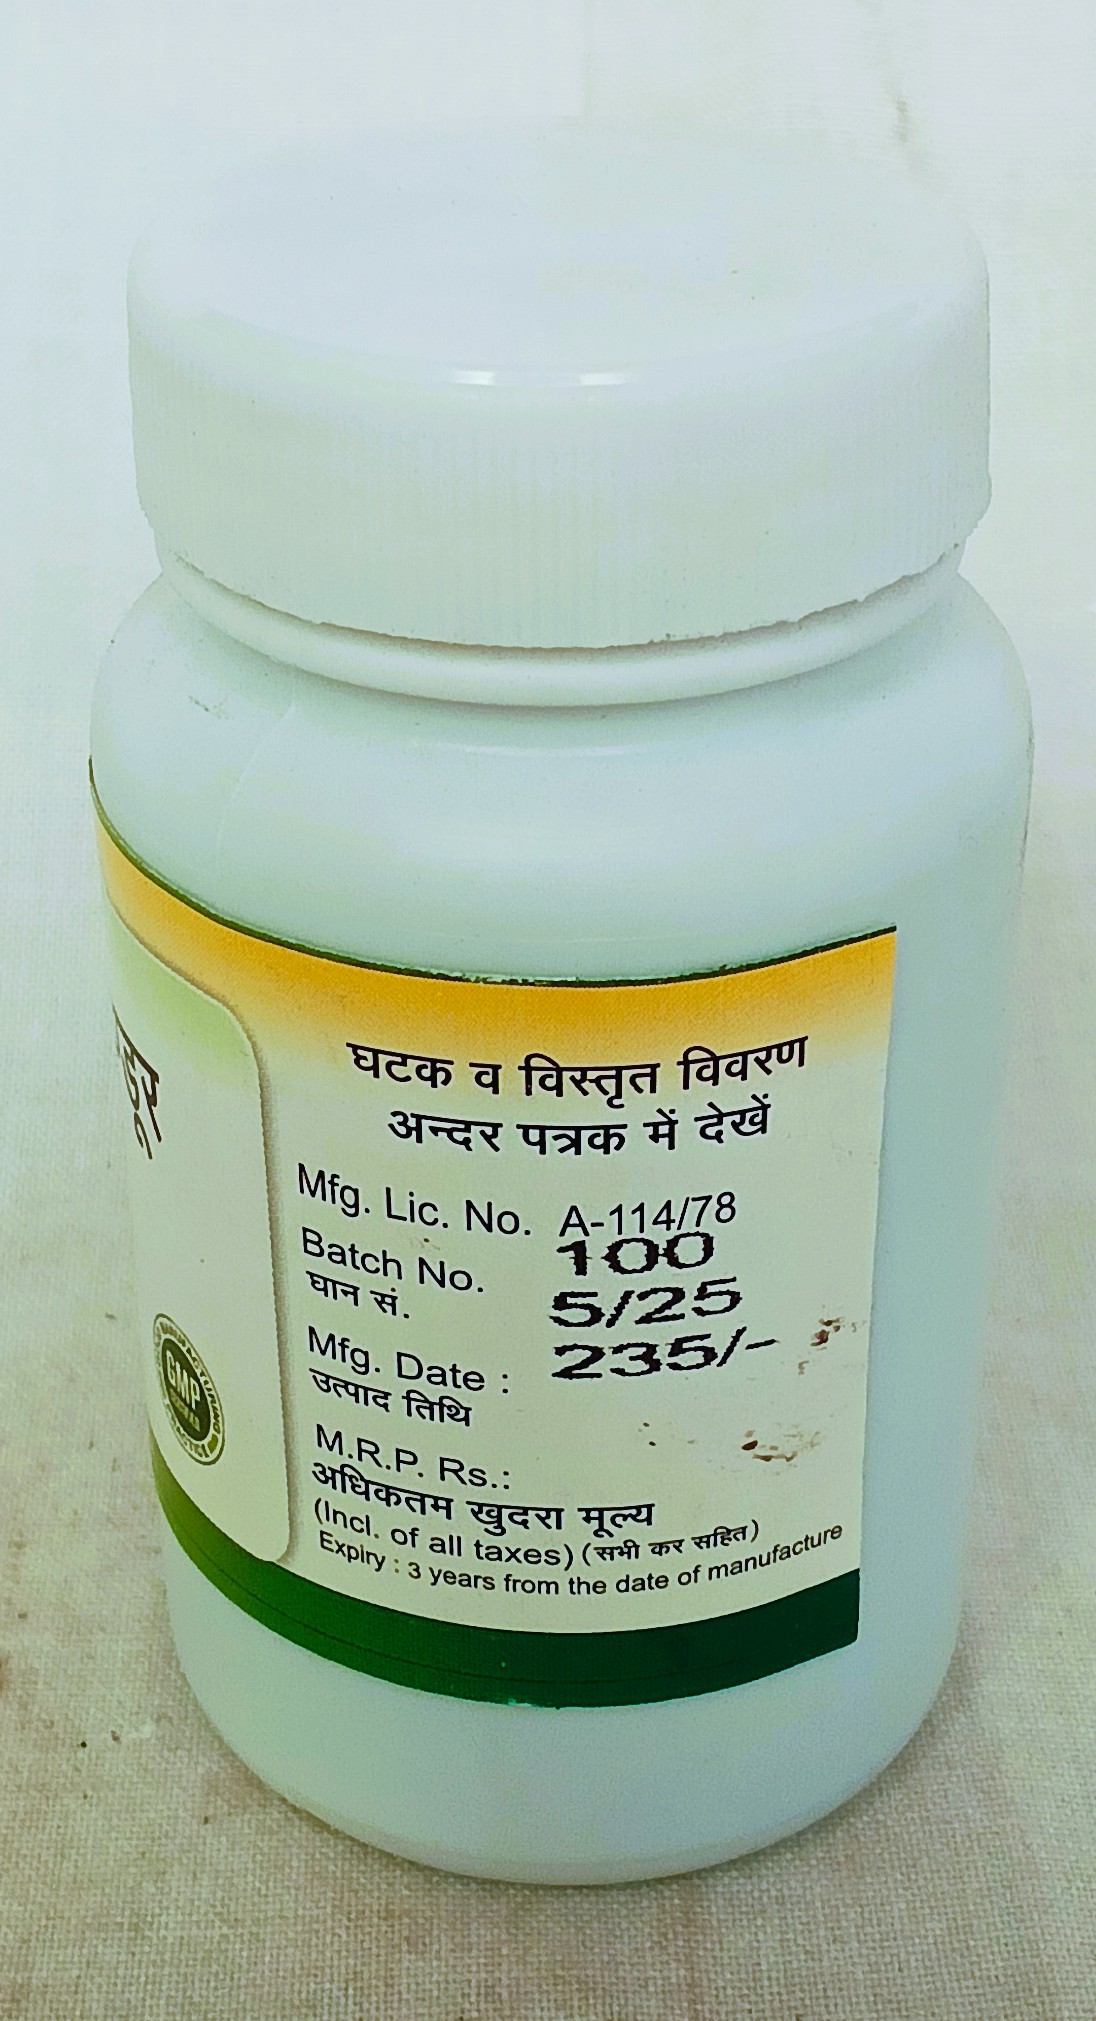 घटक व विस्तृत विवरण
अन्दर पत्रक में देखें
Mfg. Lic. No. A-114/78
Batch No. 100
घान सं.
5/25
Mfg. Date : 235/-
उत्पाद तिथि
M.R.P. Rs.:
अधिकतम खुदरा मूल्य
(Incl. of all taxes) (सभी कर सहित)
Expiry : 3 years from the date of manufacture
GMP